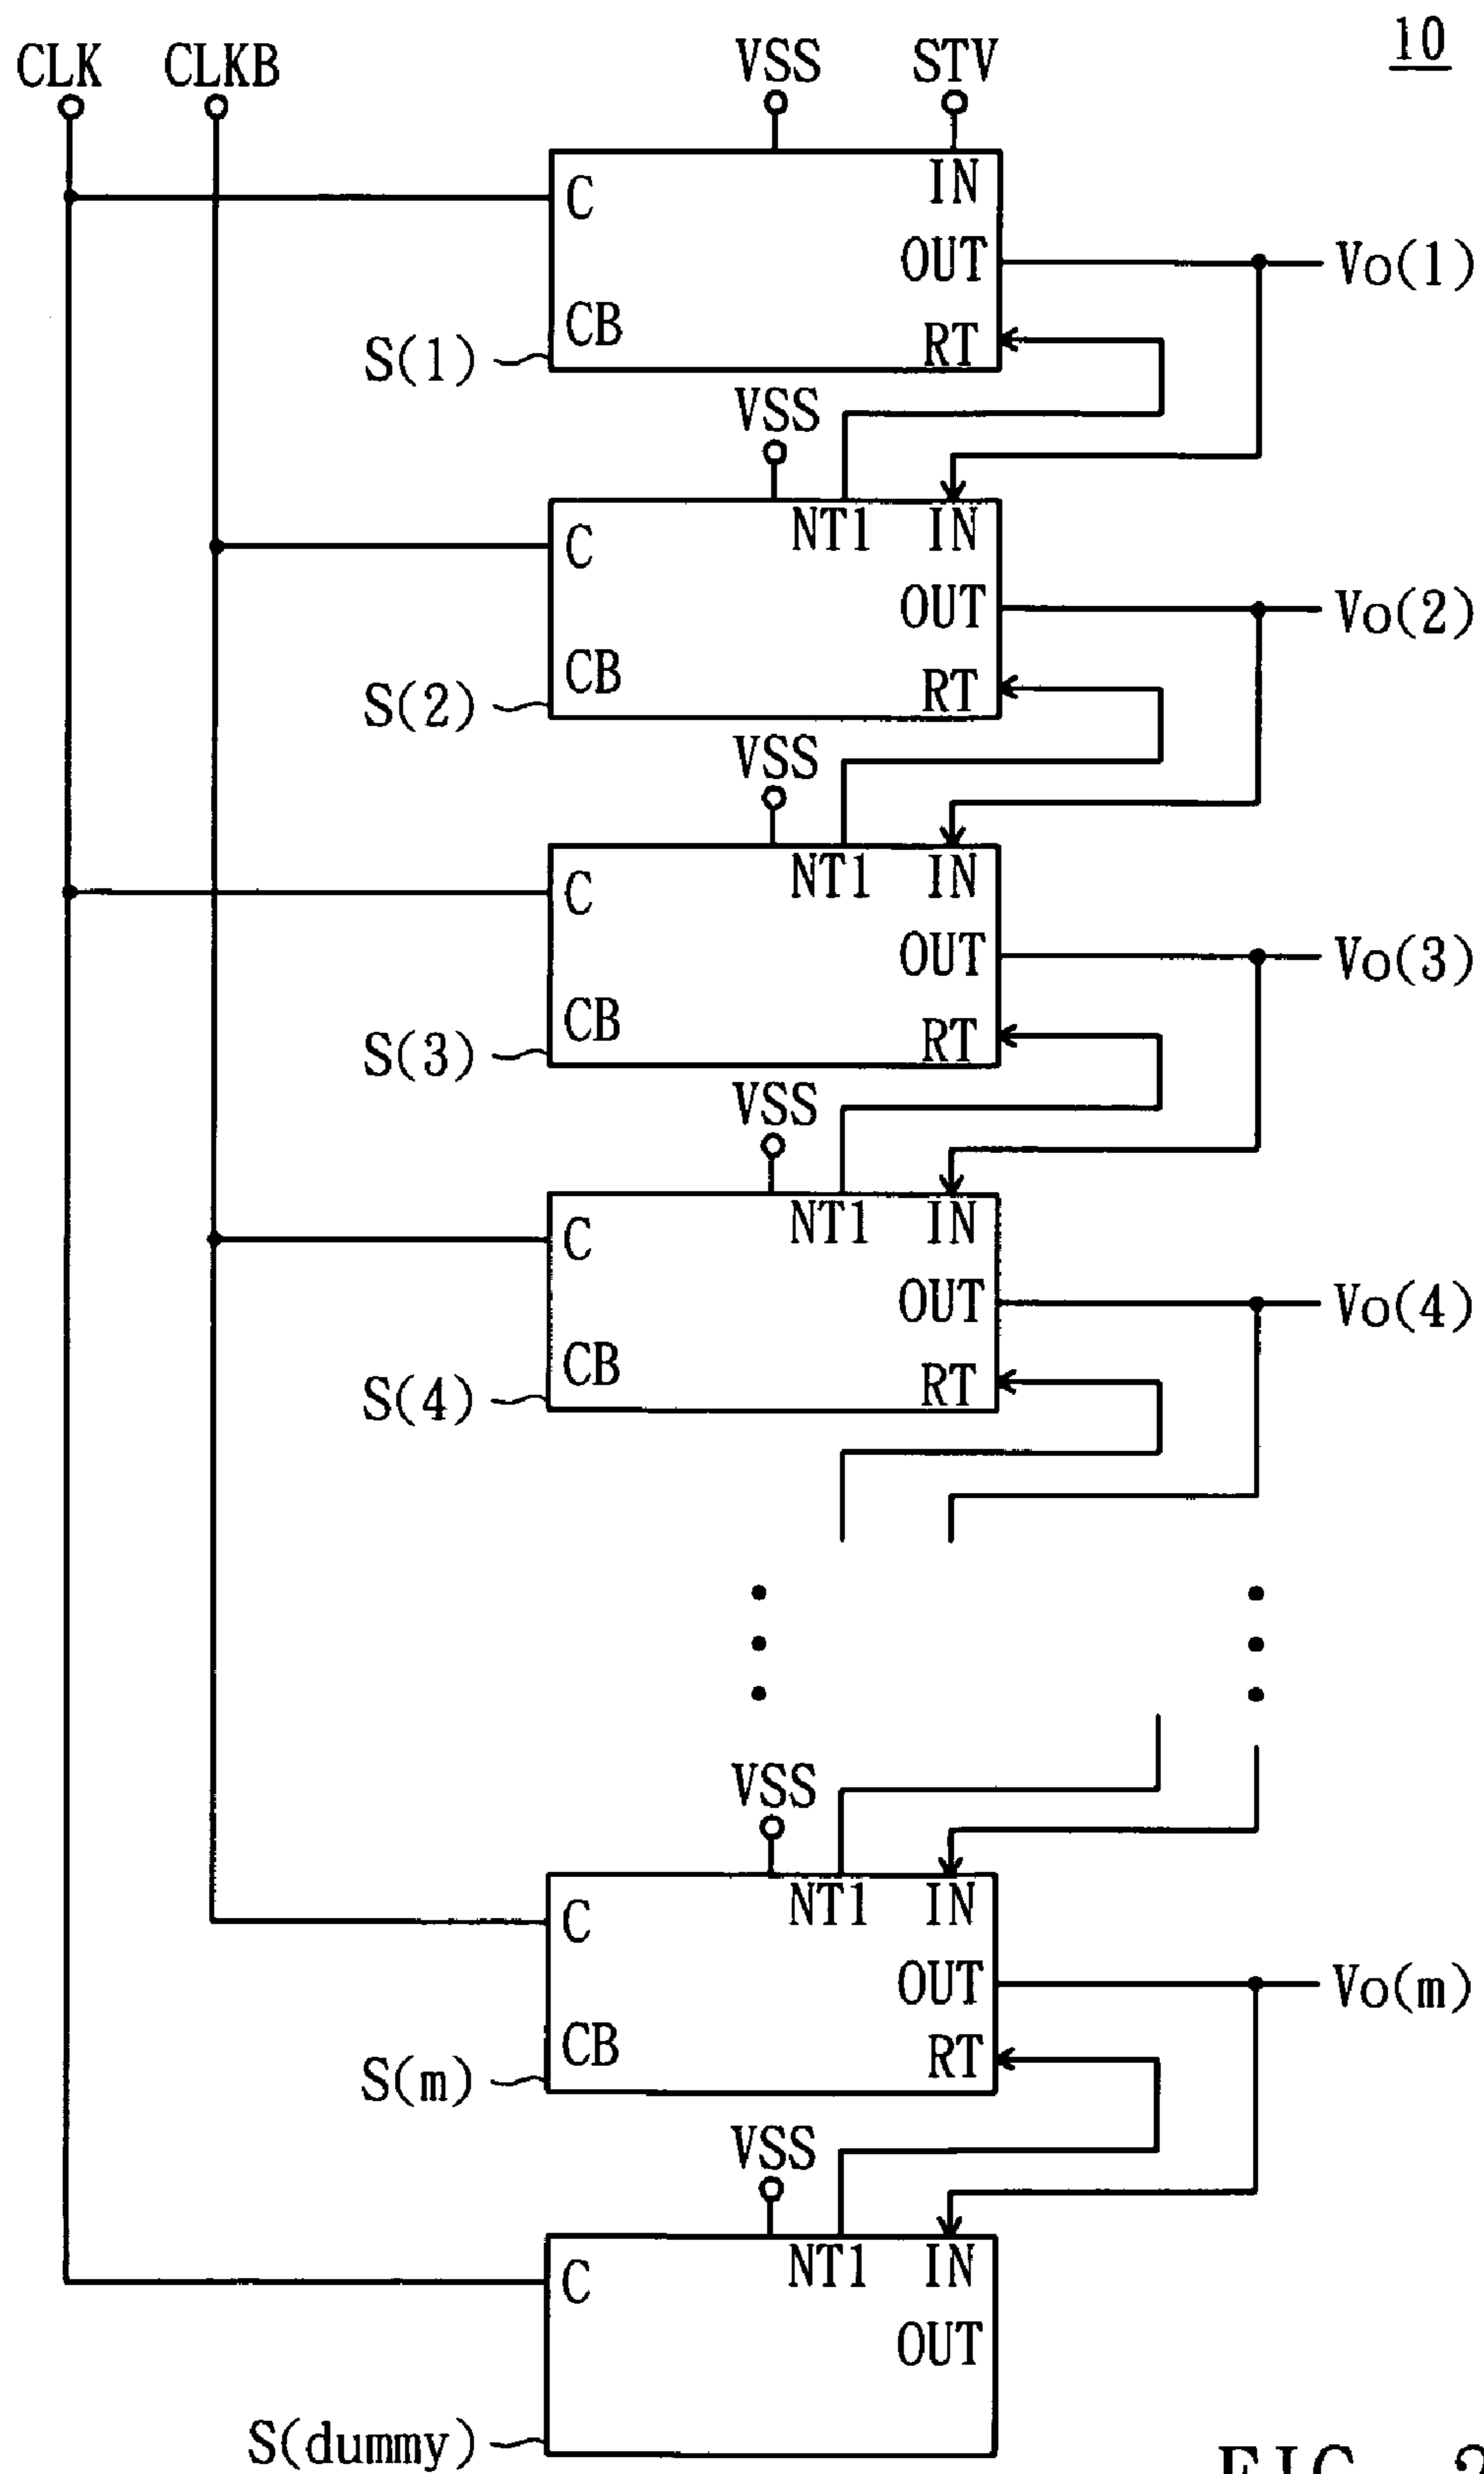 10
CLK CLKB VSS STV
C IN
OUT Vo(1)
CB RT
S(1)
VSS
C NT1 IN
OUT Vo(2)
CB RT
S(2)
VSS
C NT1 IN
OUT Vo(3)
CB RT
S(3)
VSS
C NT1 IN
OUT Vo(4)
CB RT
S(4)
VSS
C NT1 IN
OUT Vo(m)
CB RT
S(m)
VSS
C NT1 IN
OUT
S(dummy)